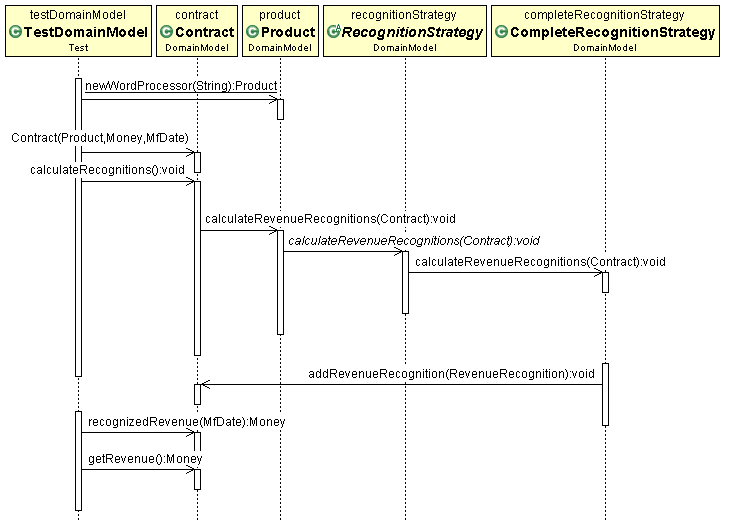 testDomainModel
TestDomainModel
Test
contract
Contract
DomainModel
product
Product
DomainModel
recognitionStrategy
RecognitionStrategy
DomainModel
completeRecognitionStrategy
CompleteRecognitionStrategy
DomainModel
newWordProcessor(String):Product
Contract(Product,Money,MfDate)
calculateRecognitions():void
calculateRevenueRecognitions(Contract):void
calculateRevenueRecognitions(Contract):void
calculateRevenueRecognitions(Contract):void
addRevenueRecognition(RevenueRecognition):void
recognizedRevenue(MfDate):Money
getRevenue():Money